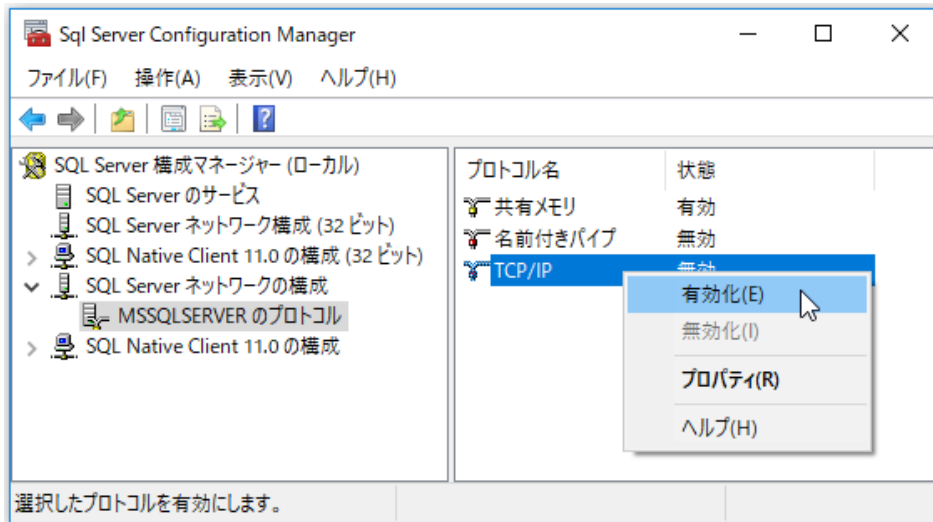 Sql Server Configuration Manager
ファイル(F) 操作(A) 表示(V) ヘルプ(H)
SQL Server 構成マネージャー (ローカル)
SQL Server のサービス
SQL Server ネットワーク構成 (32 ビット)
SQL Native Client 11.0 の構成 (32 ビット)
SQL Server ネットワークの構成
MSSQLSERVER のプロトコル
SQL Native Client 11.0 の構成
プロトコル名 状態
共有メモリ 有効
名前付きパイプ 無効
TCP/IP 無効
有効化(E)
無効化(I)
プロパティ(R)
ヘルプ(H)
選択したプロトコルを有効にします。